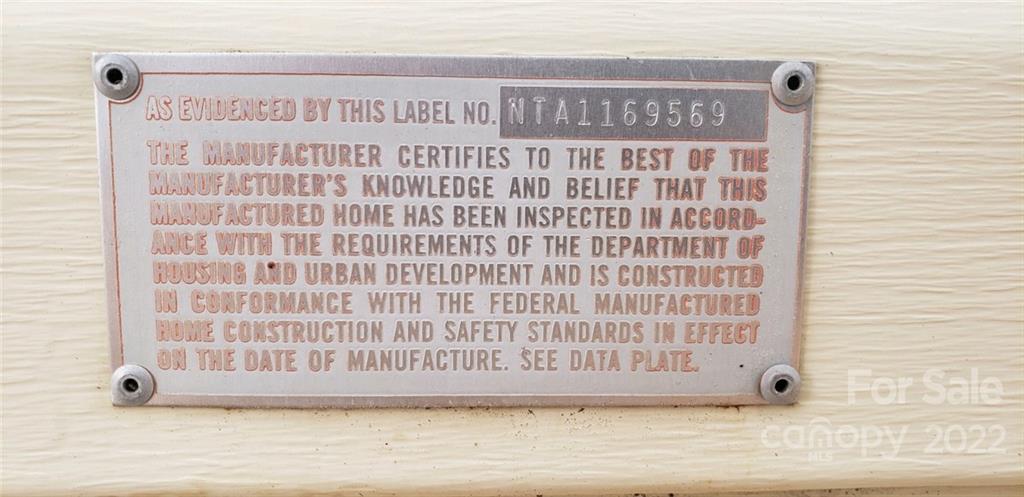 AS EVIDENCED BY THIS LABEL NO. NTA1169569
THE MANUFACTURER CERTIFIES TO THE BEST OF THE
MANUFACTURER'S KNOWLEDGE AND BELIEF THAT THIS
MANUFACTURED HOME HAS BEEN INSPECTED IN ACCORD-
ANCE WITH THE REQUIREMENTS OF THE DEPARTMENT OF
HOUSING AND URBAN DEVELOPMENT AND IS CONSTRUCTED
IN CONFORMANCE WITH THE FEDERAL MANUFACTURED
HOME CONSTRUCTION AND SAFETY STANDARDS IN EFFECT
ON THE DATE OF MANUFACTURE. SEE DATA PLATE.
For Sale
canopy 2022
MLS